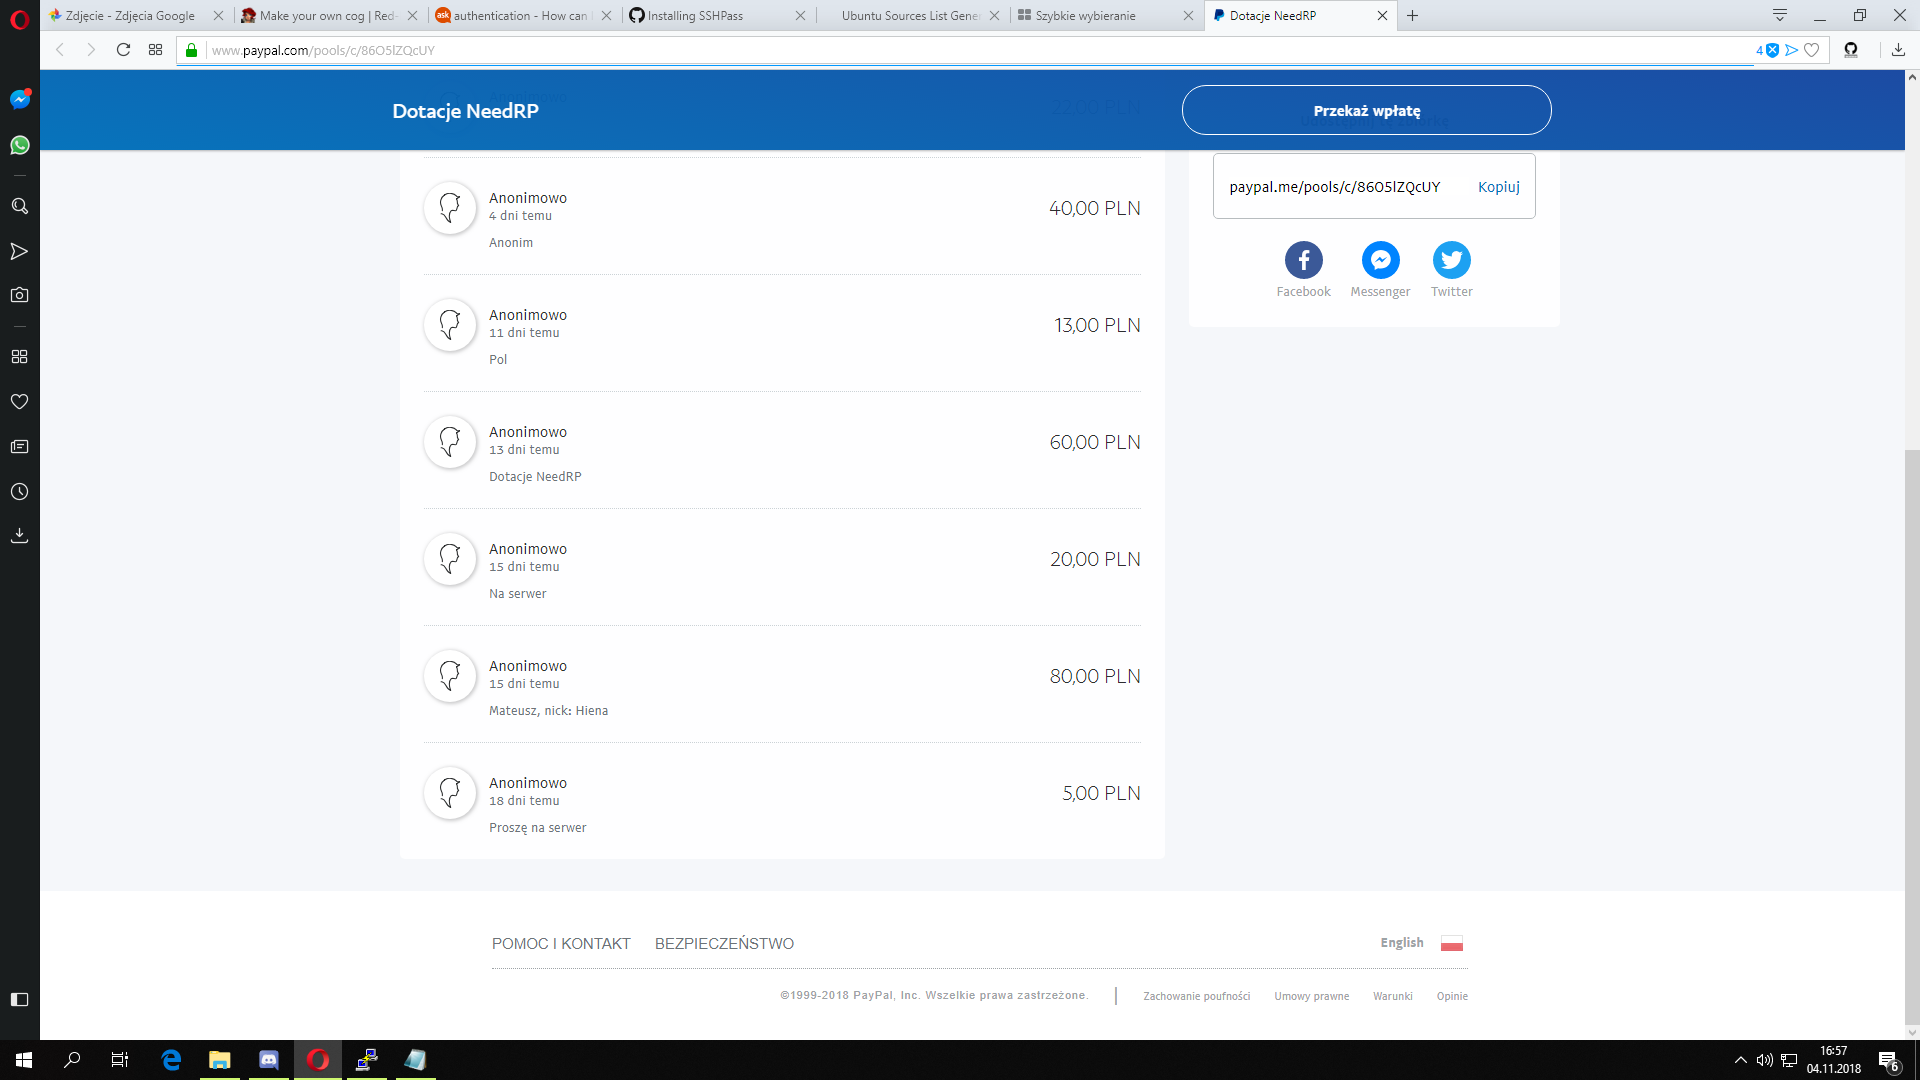 Zdjęcie - Zdjęcia Google
Make your own cog | Red-
authentication - How can I
Installing SSHPass
Ubuntu Sources List Gene
Szybkie wybieranie
Dotacje NeedRP
www.paypal.com/pools/c/86O5lZQcUY
4
Dotacje NeedRP
22,00 PLN
Przekaż wpłatę
paypal.me/pools/c/86O5lZQcUY
Kopiuj
Facebook
Messenger
Twitter
Anonimowo
4 dni temu
40,00 PLN
Anonim
Anonimowo
11 dni temu
13,00 PLN
Pol
Anonimowo
13 dni temu
60,00 PLN
Dotacje NeedRP
Anonimowo
15 dni temu
20,00 PLN
Na serwer
Anonimowo
15 dni temu
80,00 PLN
Mateusz, nick: Hiena
Anonimowo
18 dni temu
5,00 PLN
Proszę na serwer
POMOC I KONTAKT
BEZPIECZEŃSTWO
English
©1999-2018 PayPal, Inc. Wszelkie prawa zastrzeżone.
Zachowanie poufności
Umowy prawne
Warunki
Opinie
16:57
04.11.2018
6